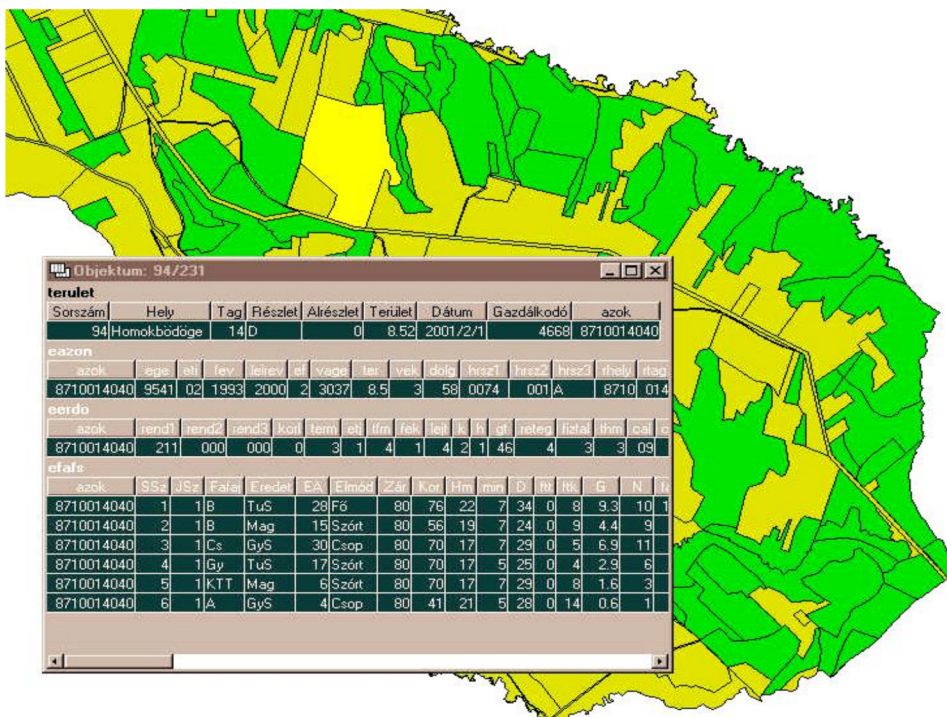 Objektum: 94/231
terulet
Sorszám Hely Tag Részlet Alrészlet Terület Dátum Gazdálkodó azok
94 Homokbödöge 14 D 0 8.52 2001/2/1 4668 8710014040
eazon
azok ege eti fev leirev ef vage ter vek dolg hrsz1 hrsz2 hrsz3 rhely rtag
8710014040 9541 02 1993 2000 2 3037 8.5 3 58 0074 001 A 8710 014
eerdo
azok rend1 rend2 rend3 korl term etj tfm fek lejt k h gt reteg fiztal thm cal
8710014040 211 000 000 0 3 1 4 1 4 2 1 46 4 3 3 09
efafs
azok SSz JSz Fafaj Eredet EA Elmód Zár Kor Hm min D ftt ftk G N
8710014040 1 1 B TuS 28 Fő 80 76 22 7 34 0 8 9.3 10 1
8710014040 2 1 B Mag 15 Szórt 80 56 19 7 24 0 9 4.4 9
8710014040 3 1 Cs GyS 30 Csop 80 70 17 7 29 0 5 6.9 11
8710014040 4 1 Gy TuS 17 Szórt 80 70 17 5 25 0 4 2.9 6
8710014040 5 1 KTT Mag 6 Szórt 80 70 17 7 29 0 8 1.6 3
8710014040 6 1 A GyS 4 Csop 80 41 21 5 28 0 14 0.6 1